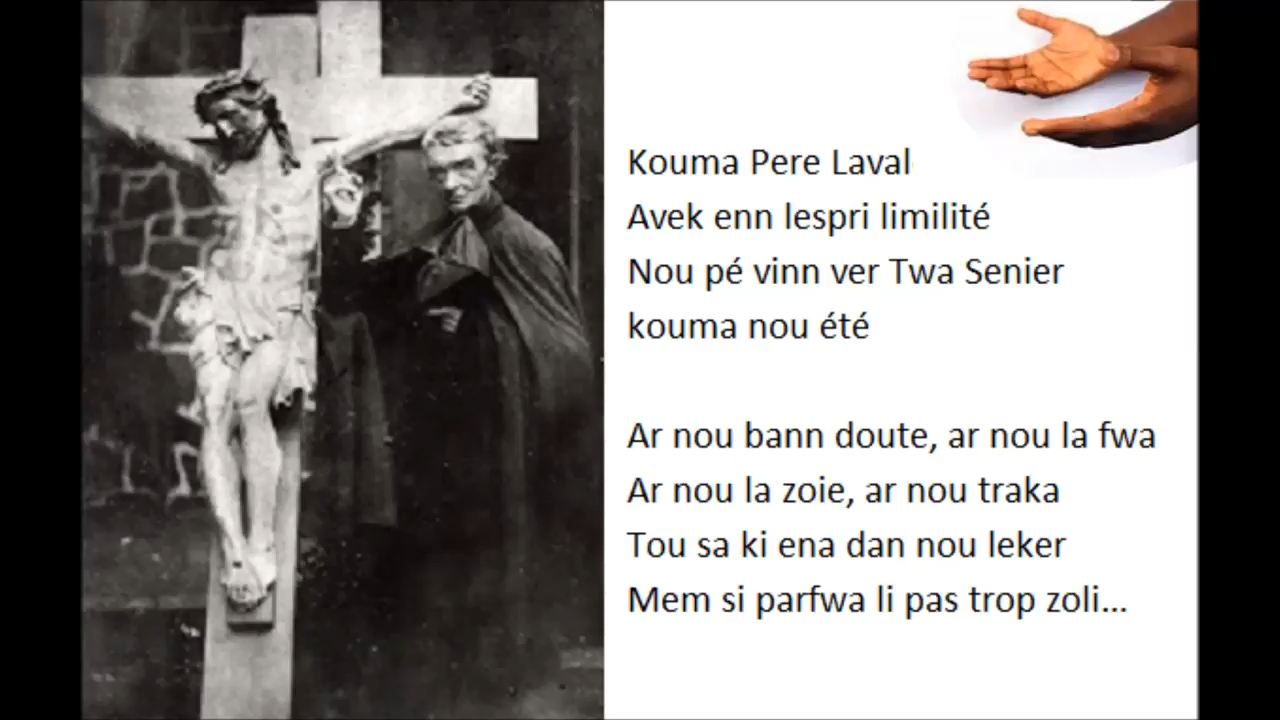 Kouma Pere Laval
Avek enn lespri limilité
Nou pé vinn ver Twa Senier
kouma nou été
Ar nou bann doute, ar nou la fwa
Ar nou la zoie, ar nou traka
Tou sa ki ena dan nou leker
Mem si parfwa li pas trop zoli...